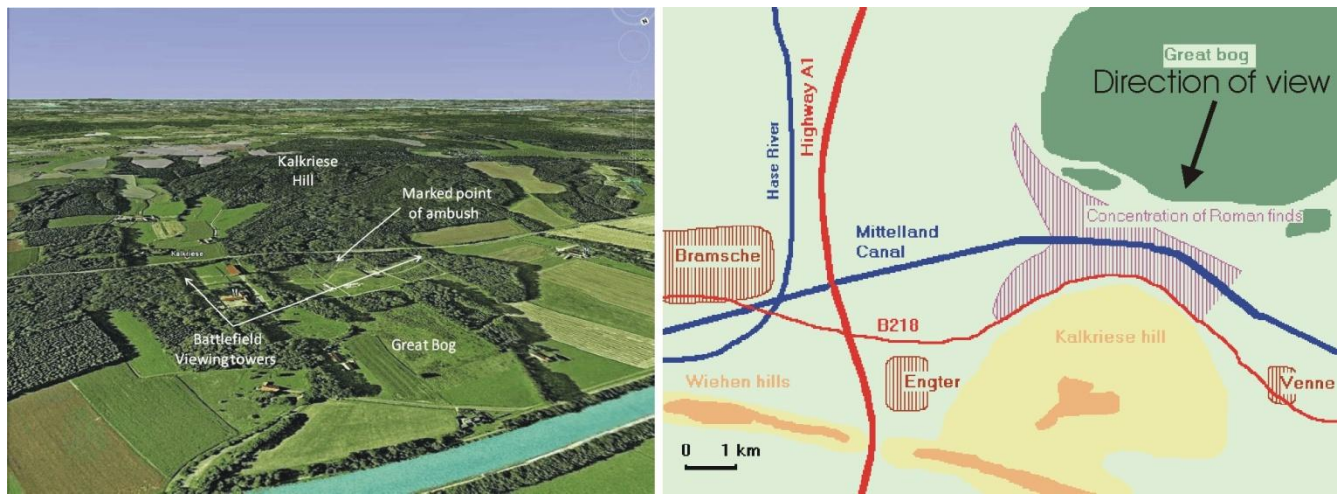 Kalkriese
Hill
Marked point
of ambush
Kalkriese
Battlefield
Viewing towers
Great Bog
Great bog
Direction of view
Highway A1
Hase River
Concentration of Roman finds
Mittelland
Canal
Bramsche
B218
Kalkriese hill
Engter
Venne
Wiehen hills
0 1 km